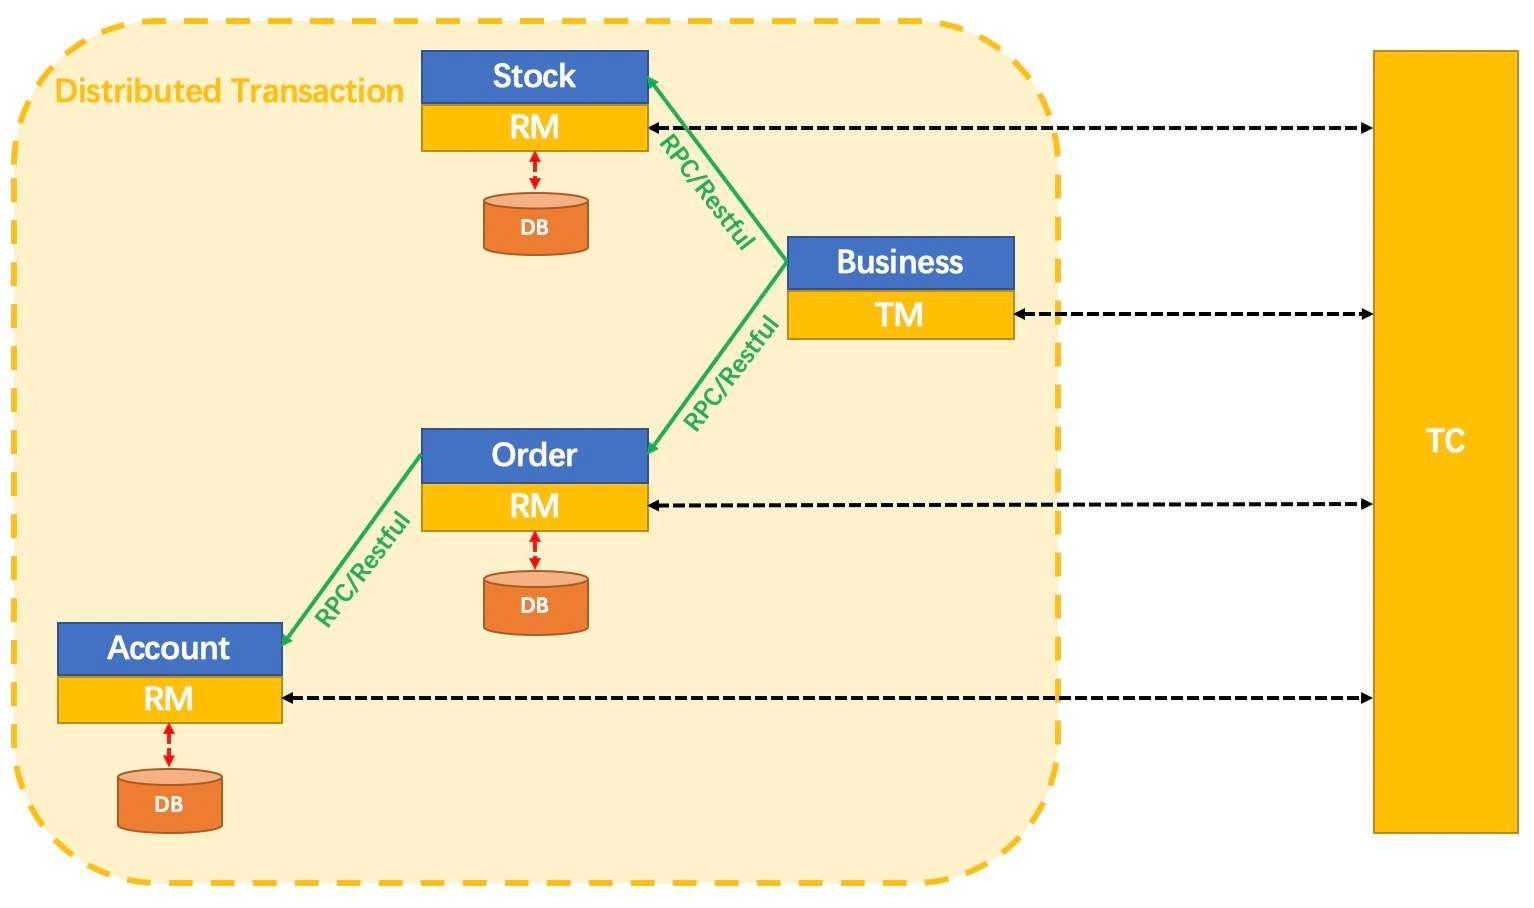 Distributed Transaction
Stock
RM
DB
RPC/Restful
Business
TM
RPC/Restful
Order
RM
DB
RPC/Restful
Account
RM
DB
TC